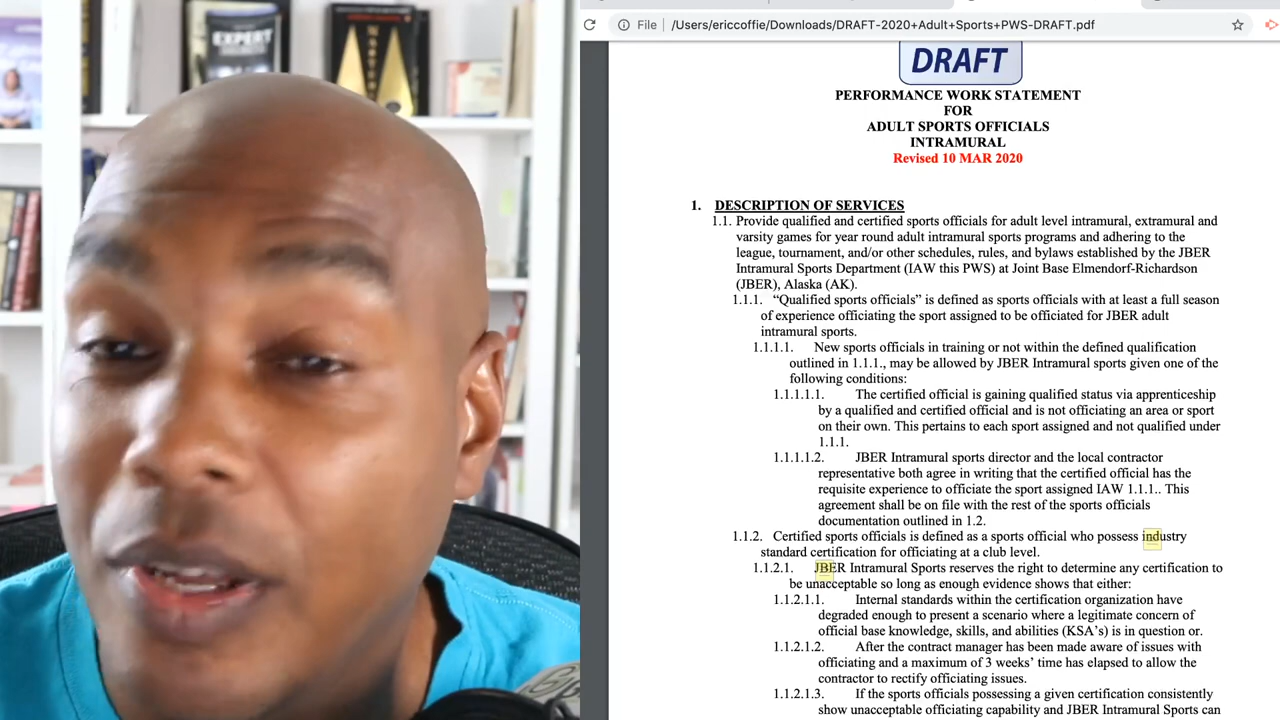 EXPERT
File
/Users/ericcoffie/Downloads/DRAFT-2020+Adult+Sports+PWS-DRAFT.pdf
DRAFT
PERFORMANCE WORK STATEMENT
FOR
ADULT SPORTS OFFICIALS
INTRAMURAL
Revised 10 MAR 2020
1. DESCRIPTION OF SERVICES
1.1. Provide qualified and certified sports officials for adult level intramural, extramural and
varsity games for year round adult intramural sports programs and adhering to the
league, tournament, and/or other schedules, rules, and bylaws established by the JBER
Intramural Sports Department (IAW this PWS) at Joint Base Elmendorf-Richardson
(JBER), Alaska (AK).
1.1.1. “Qualified sports officials” is defined as sports officials with at least a full season
of experience officiating the sport assigned to be officiated for JBER adult
intramural sports.
1.1.1.1. New sports officials in training or not within the defined qualification
outlined in 1.1.1., may be allowed by JBER Intramural sports given one of the
following conditions:
1.1.1.1.1. The certified official is gaining qualified status via apprenticeship
by a qualified and certified official and is not officiating an area or sport
on their own. This pertains to each sport assigned and not qualified under
1.1.1.
1.1.1.1.2. JBER Intramural sports director and the local contractor
representative both agree in writing that the certified official has the
requisite experience to officiate the sport assigned IAW 1.1.1.. This
agreement shall be on file with the rest of the sports officials
documentation outlined in 1.2.
1.1.2. Certified sports officials is defined as a sports official who possess industry
standard certification for officiating at a club level.
1.1.2.1. JBER Intramural Sports reserves the right to determine any certification to
be unacceptable so long as enough evidence shows that either:
1.1.2.1.1. Internal standards within the certification organization have
degraded enough to present a scenario where a legitimate concern of
official base knowledge, skills, and abilities (KSA’s) is in question or.
1.1.2.1.2. After the contract manager has been made aware of issues with
officiating and a maximum of 3 weeks’ time has elapsed to allow the
contractor to rectify officiating issues.
1.1.2.1.3. If the sports officials possessing a given certification consistently
show unacceptable officiating capability and JBER Intramural Sports can